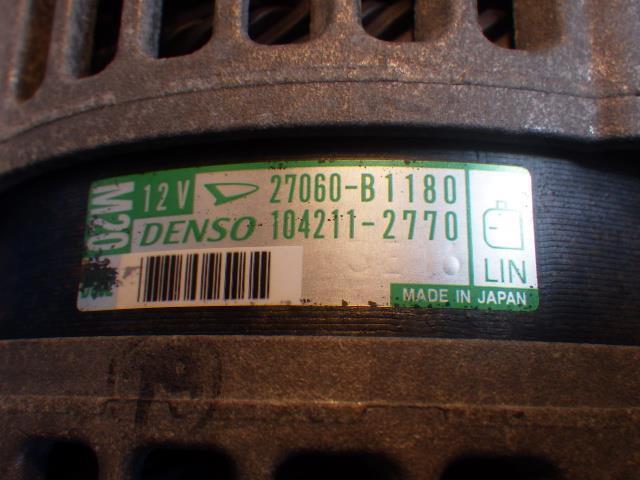 M20
12V 27060-B1180
DENSO 104211-2770
LIN
MADE IN JAPAN